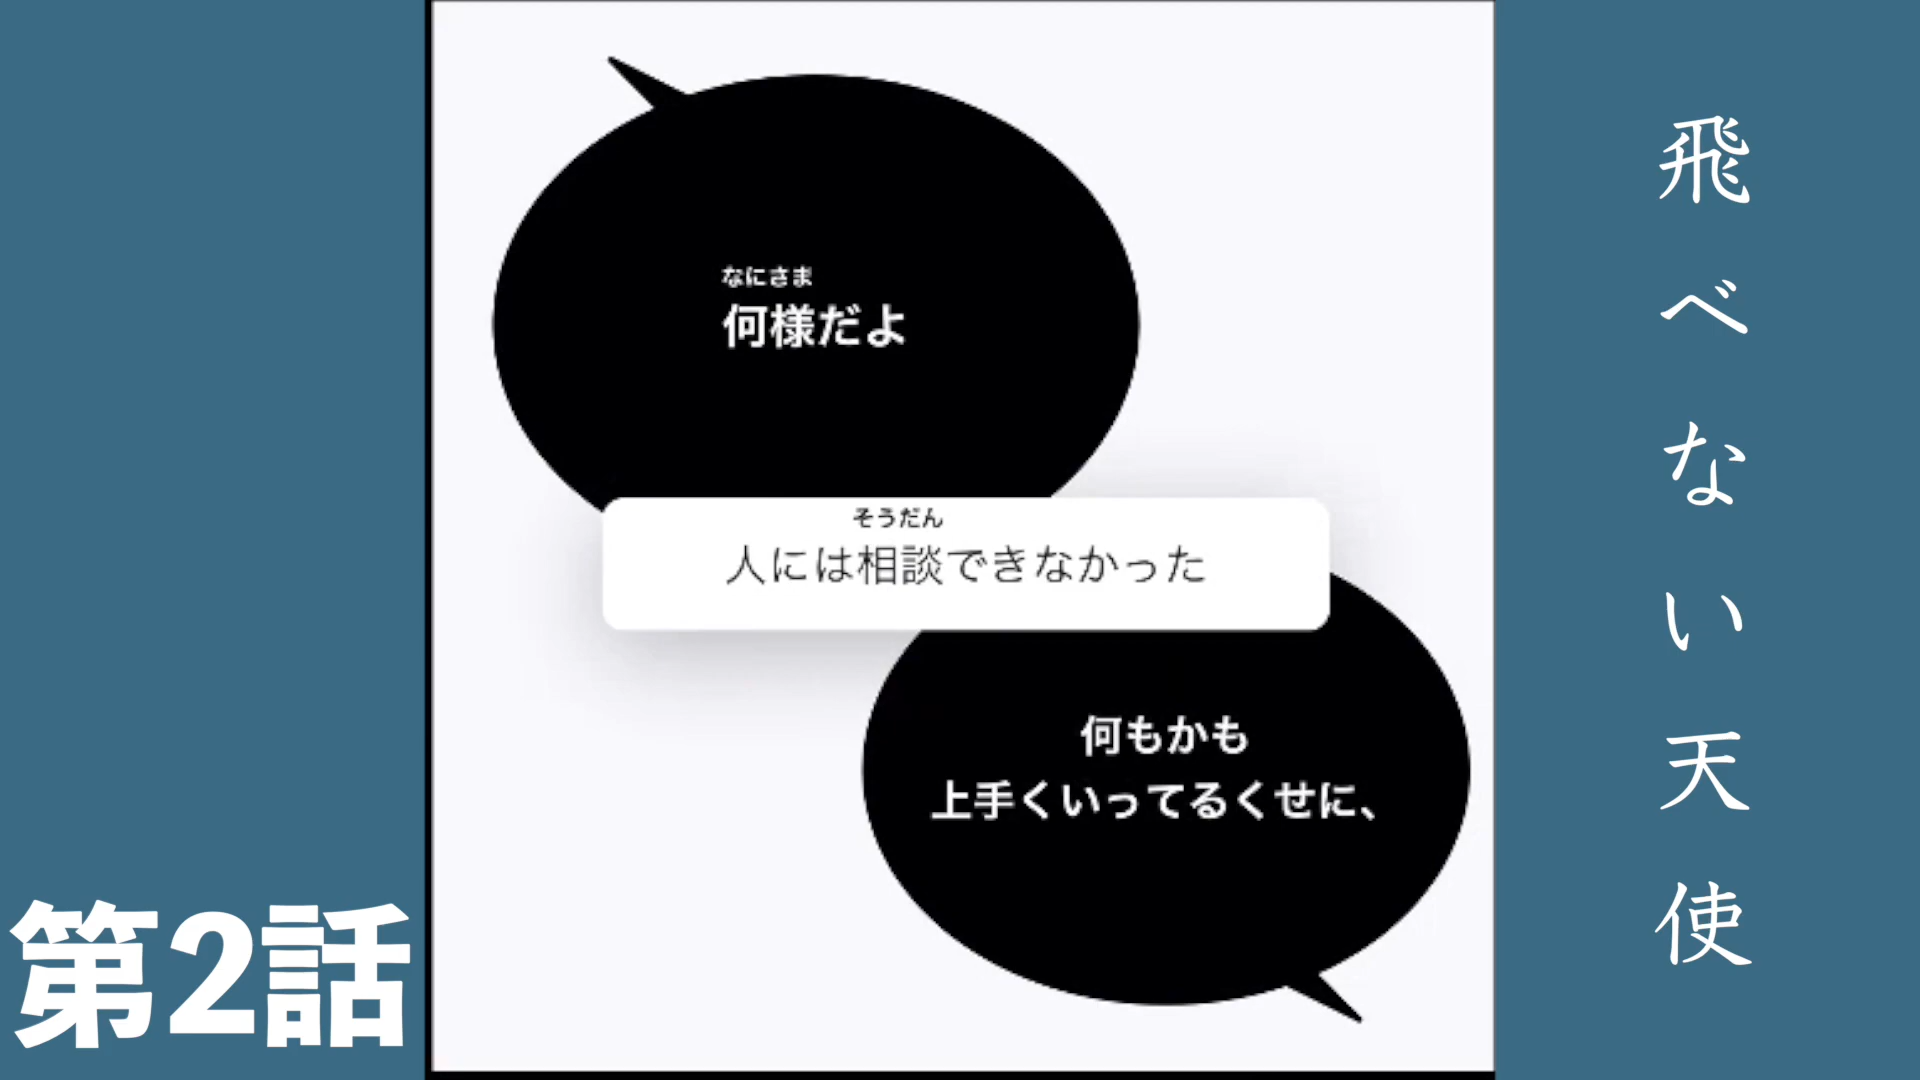 なにさま
何様だよ
そうだん
人には相談できなかった
何もかも
上手くいってるくせに、
飛べない天使
第2話